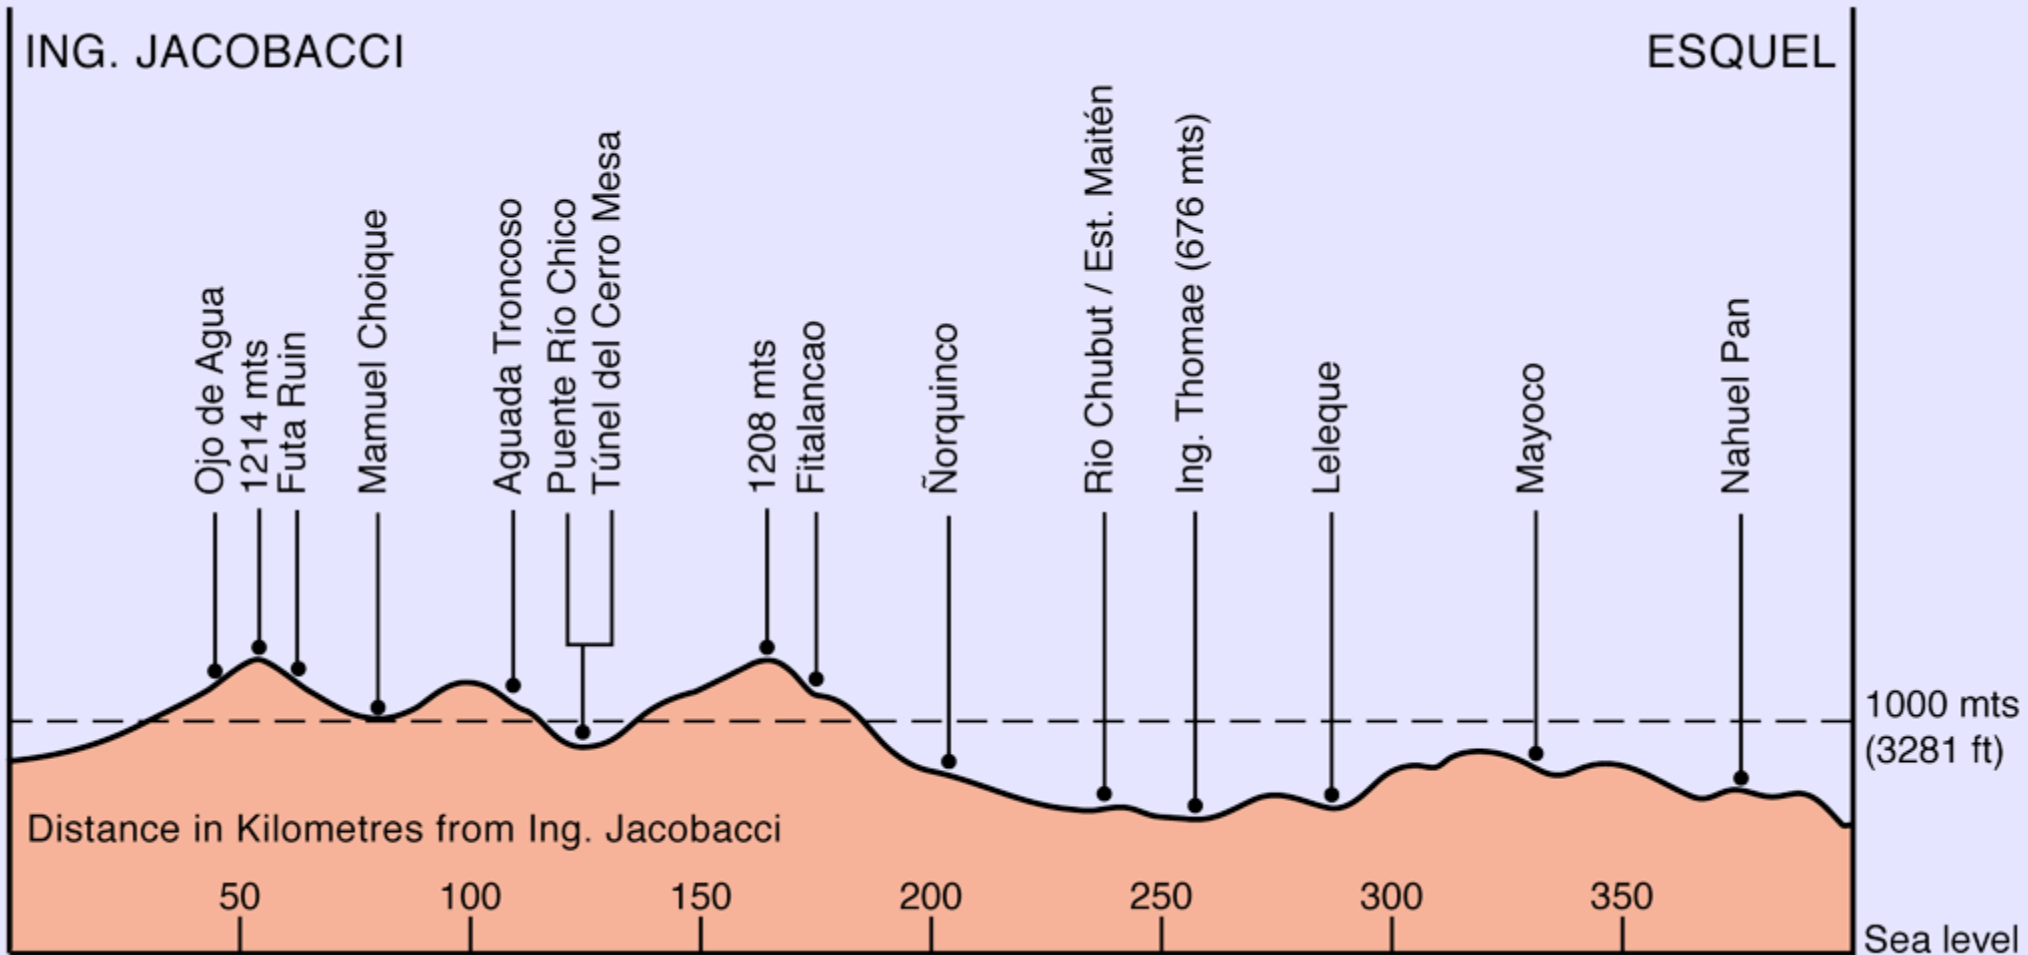 ING. JACOBACCI
ESQUEL
Ojo de Agua
1214 mts
Futa Ruin
Mamuel Choique
Aguada Troncoso
Puente Río Chico
Túnel del Cerro Mesa
1208 mts
Fitalancao
Ñorquinco
Rio Chubut / Est. Maitén
Ing. Thomae (676 mts)
Leleque
Mayoco
Nahuel Pan
1000 mts
(3281 ft)
Distance in Kilometres from Ing. Jacobacci
50
100
150
200
250
300
350
Sea level